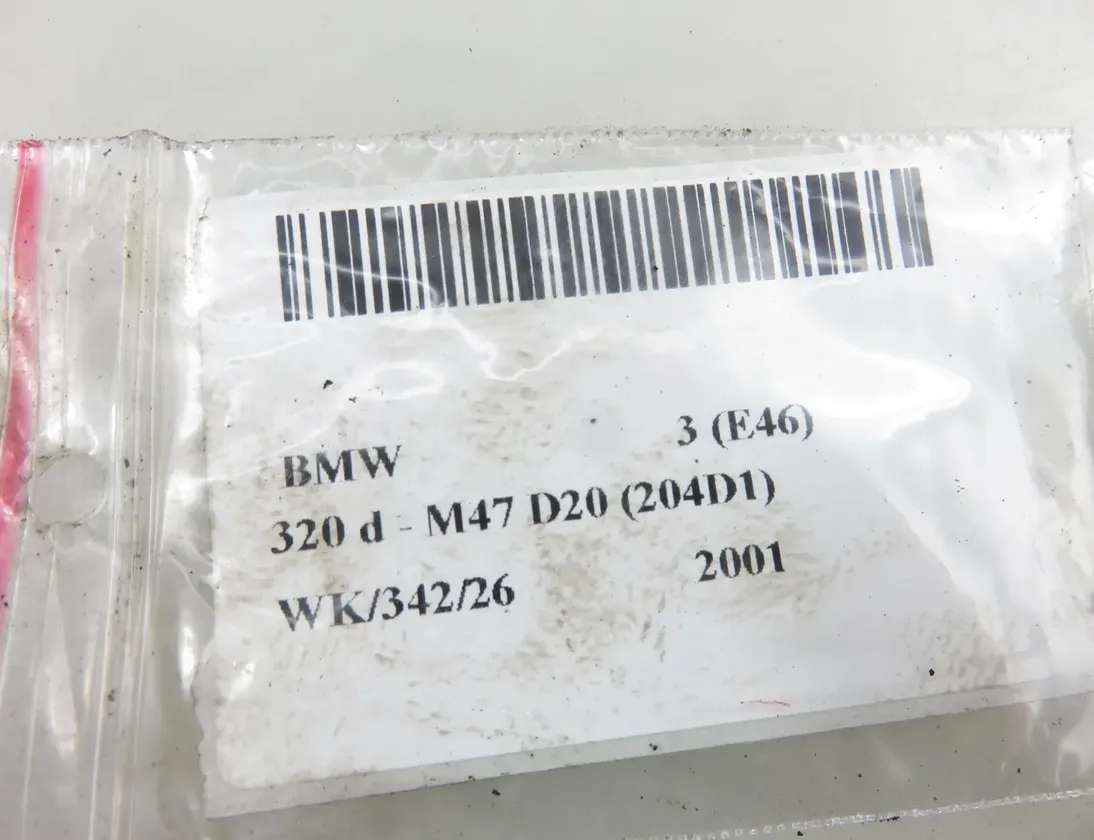 BMW 3 (E46)
320 d - M47 D20 (204D1)
WK/342/26 2001